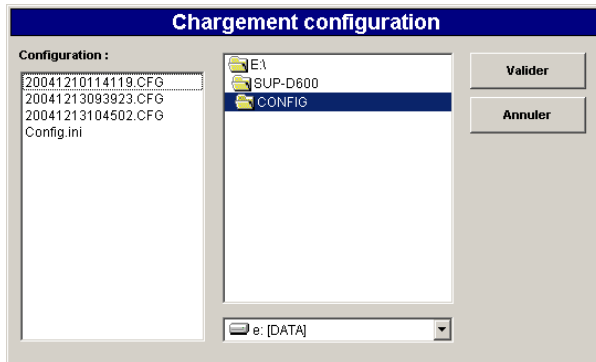 Chargement configuration
Configuration :
20041210114119.CFG
20041213093923.CFG
20041213104502.CFG
Config.ini
E:\
SUP-D600
CONFIG
e: [DATA]
Valider
Annuler